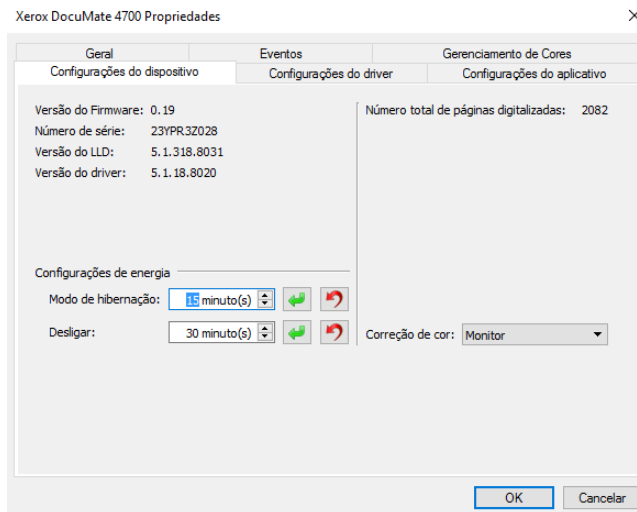 Xerox DocuMate 4700 Propriedades
Geral Eventos Gerenciamento de Cores
Configurações do dispositivo Configurações do driver Configurações do aplicativo
Versão do Firmware: 0.19
Número de série: 23YPR3Z028
Versão do LLD: 5.1.318.8031
Versão do driver: 5.1.18.8020
Número total de páginas digitalizadas: 2082
Configurações de energia
Modo de hibernação: 15 minuto(s)
Desligar: 30 minuto(s)
Correção de cor: Monitor
OK Cancelar